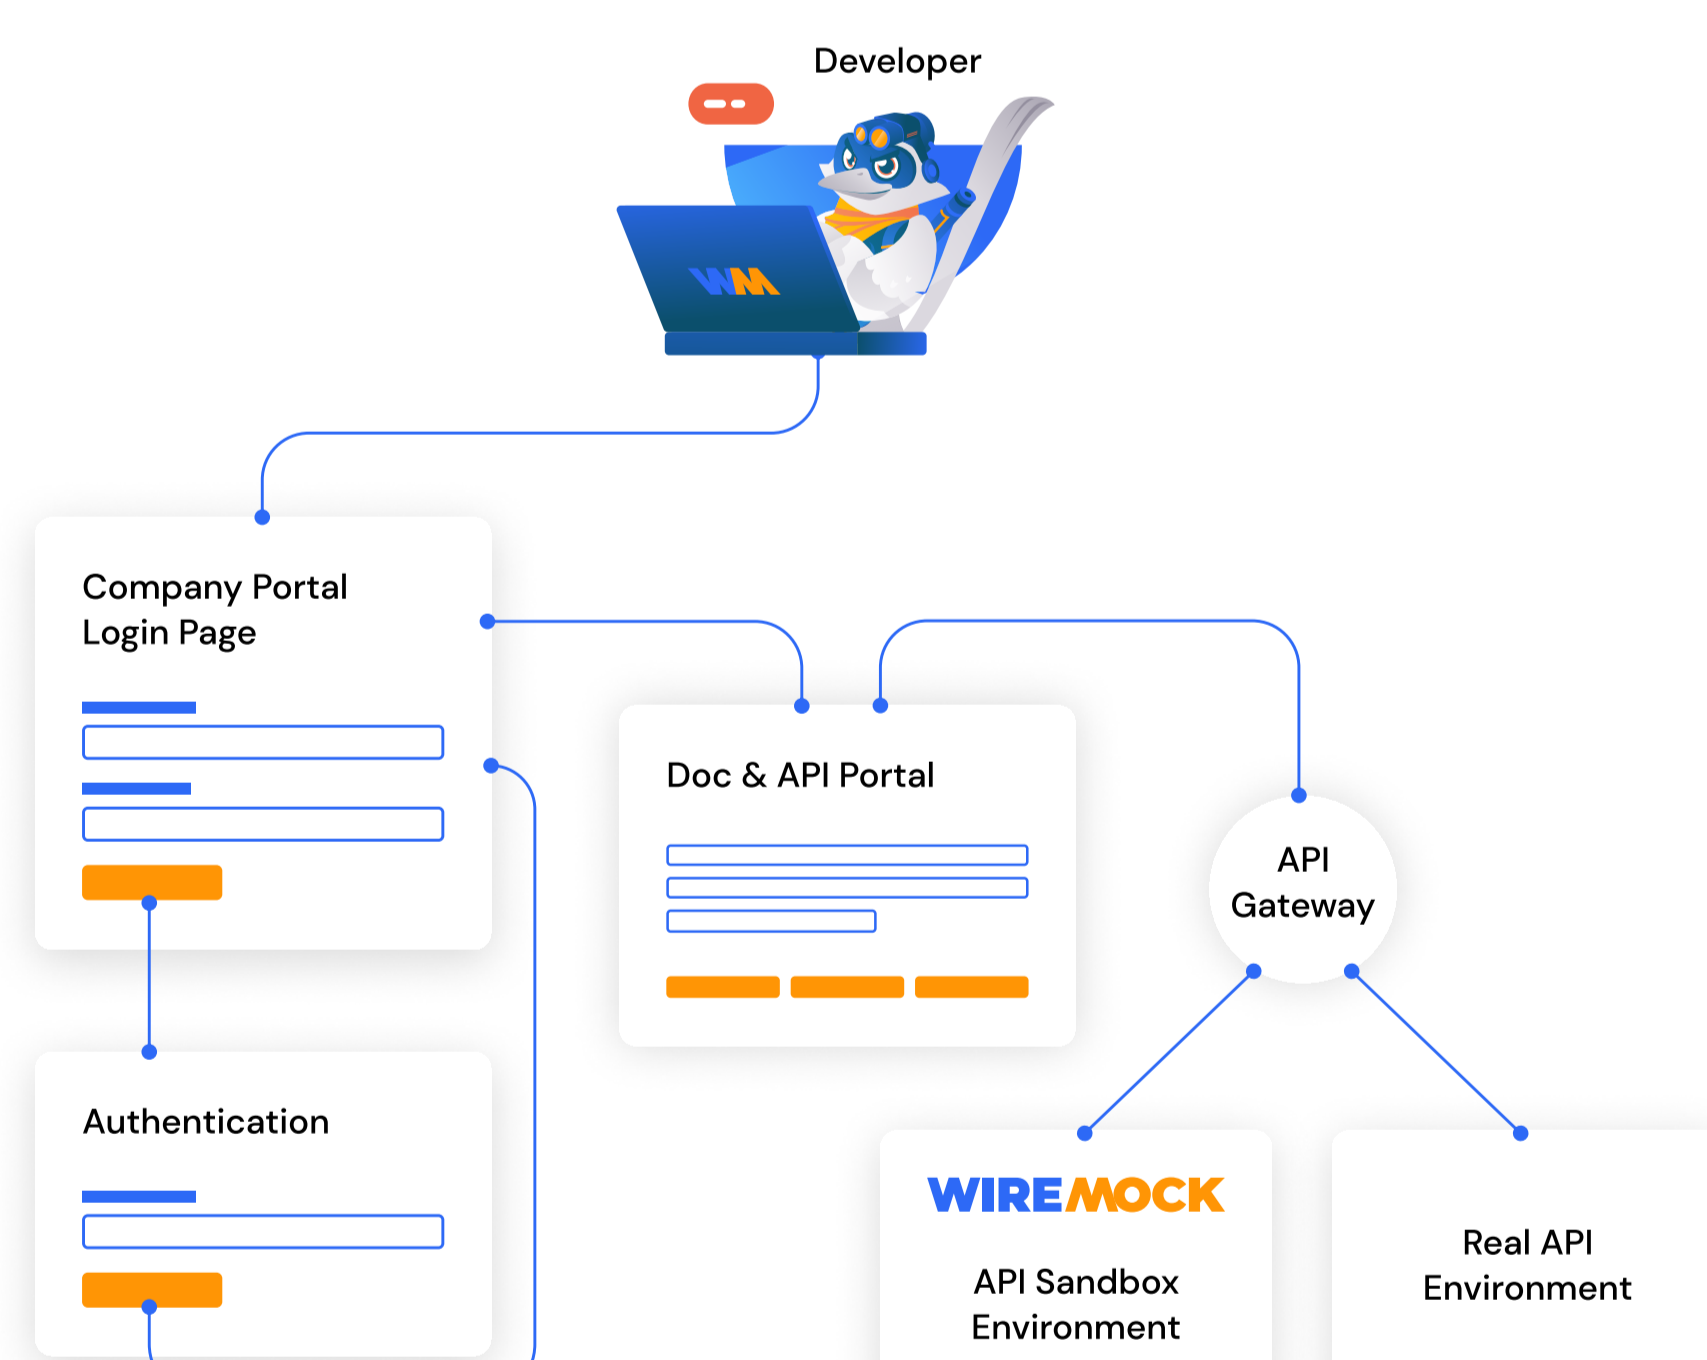 Developer
WM
Company Portal
Login Page
Doc & API Portal
API
Gateway
Authentication
WIREMOCK
API Sandbox
Environment
Real API
Environment